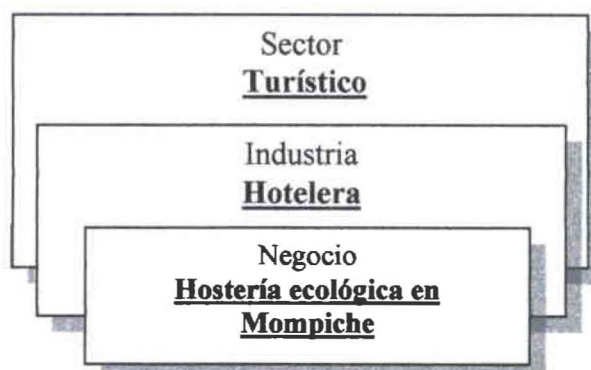 Sector
Turístico
Industria
Hotelera
Negocio
Hostería ecológica en
Mompiche